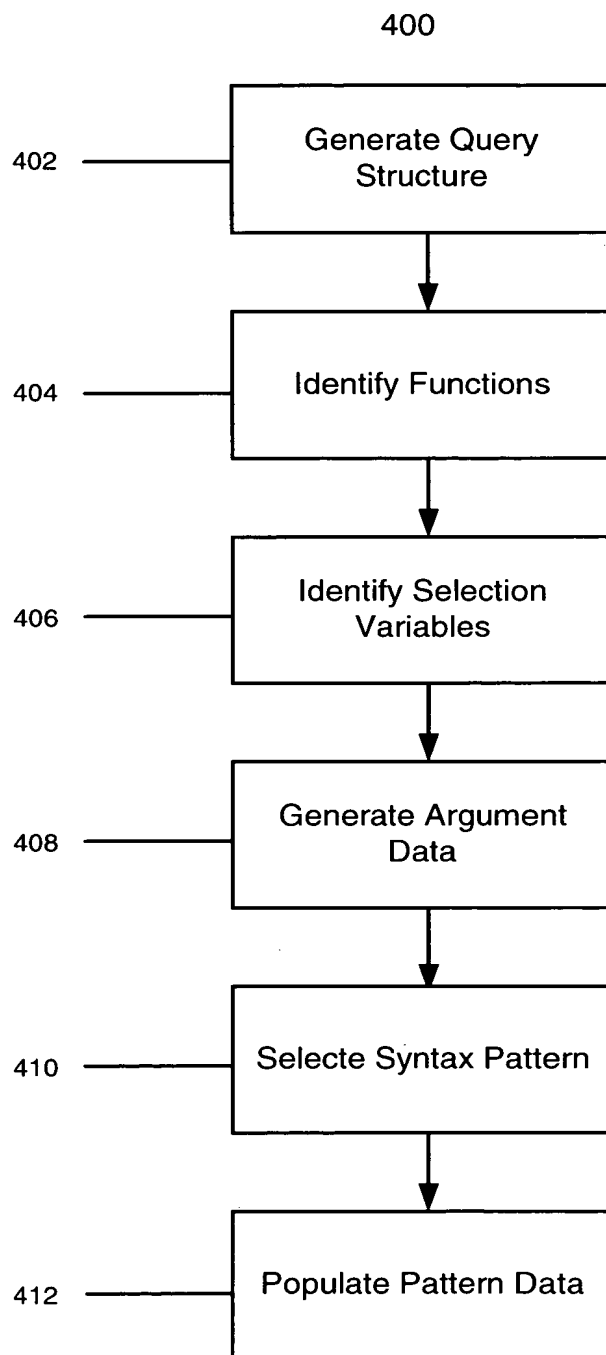 400
402
Generate Query
Structure
404
Identify Functions
406
Identify Selection
Variables
408
Generate Argument
Data
410
Selecte Syntax Pattern
412
Populate Pattern Data